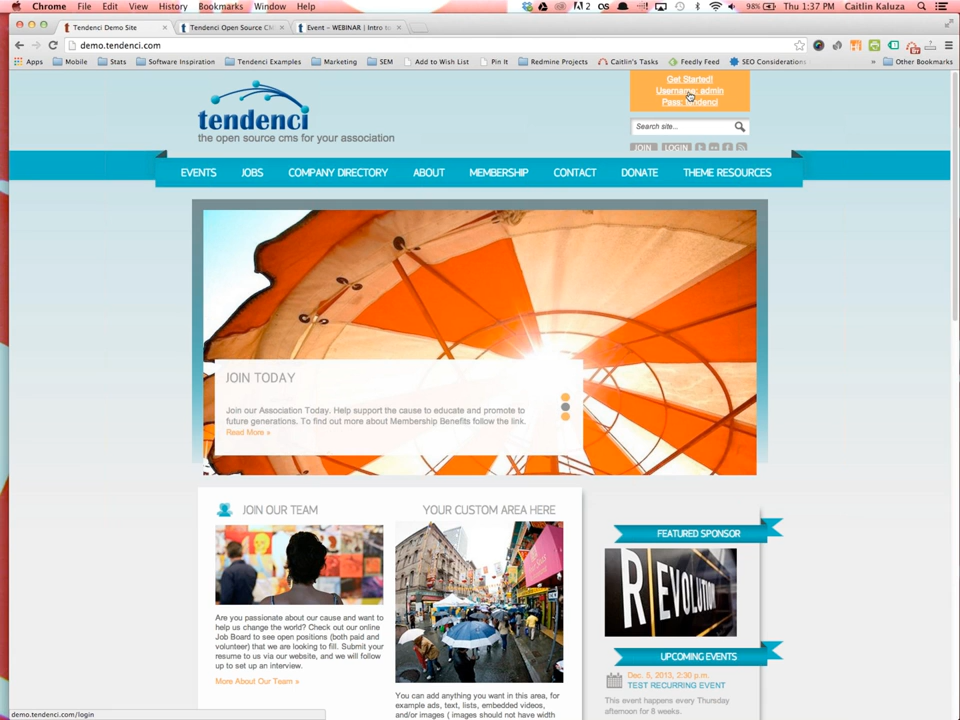 Chrome File Edit View History Bookmarks Window Help
98% Thu 1:37 PM Caitlin Kaluza
Tendenci Demo Site
Tendenci Open Source CM
Event – WEBINAR | Intro t
demo.tendenci.com
Apps Mobile Stats Software Inspiration Tendenci Examples Marketing SEM Add to Wish List Pin It Redmine Projects Caitlin's Tasks Feedly Feed SEO Considerations » Other Bookmarks
Get Started!
Username: admin
Pass: tendenci
tendenci
the open source cms for your association
Search site...
JOIN LOGIN
EVENTS JOBS COMPANY DIRECTORY ABOUT MEMBERSHIP CONTACT DONATE THEME RESOURCES
JOIN TODAY
Join our Association Today. Help support the cause to educate and promote to
future generations. To find out more about Membership Benefits follow the link.
Read More »
JOIN OUR TEAM
Are you passionate about our cause and want to
help us change the world? Check out our online
Job Board to see open positions (both paid and
volunteer) that we are looking to fill. Submit your
resume to us via our website, and we will follow
up to set up an interview.
More About Our Team »
YOUR CUSTOM AREA HERE
You can add anything you want in this area, for
example ads, text, lists, embedded videos,
and/or images ( images should not have width
FEATURED SPONSOR
REVOLUTION
UPCOMING EVENTS
Dec. 5, 2013, 2:30 p.m.
TEST RECURRING EVENT
This event happens every Thursday
afternoon for 8 weeks.
demo.tendenci.com/login